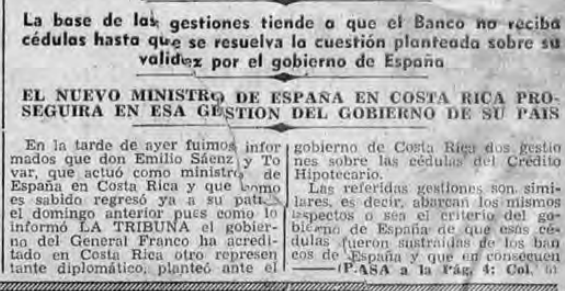 La base de las gestiones tiende a que el Banco no reciba
cédulas hasta que se resuelva la cuestión planteada sobre su
validez por el gobierno de España
EL NUEVO MINISTRO DE ESPAÑA EN COSTA RICA PRO-
SEGUIRA EN ESA GESTION DEL GOBIERNO DE SU PAIS
En la tarde de ayer fuimos infor
mados que don Emilio Sáenz y To
var, que actuó como ministro de
España en Costa Rica y que como
es sabido regresó ya a su patria
el domingo anterior pues como lo
informó LA TRIBUNA el gobier-
no del General Franco ha acredi-
tado en Costa Rica otro represen
tante diplomático, planteó ante el
gobierno de Costa Rica dos gestio
nes sobre las cédulas del Crédito
Hipotecario.
Las referidas gestiones son simi-
lares, es decir, abarcan los mismos
aspectos o sea el criterio del go-
bierno de España de que esas cé-
dulas fueron sustraídas de los ban
cos de España y que en consecuen
(PASA a la Pág. 4; Col.